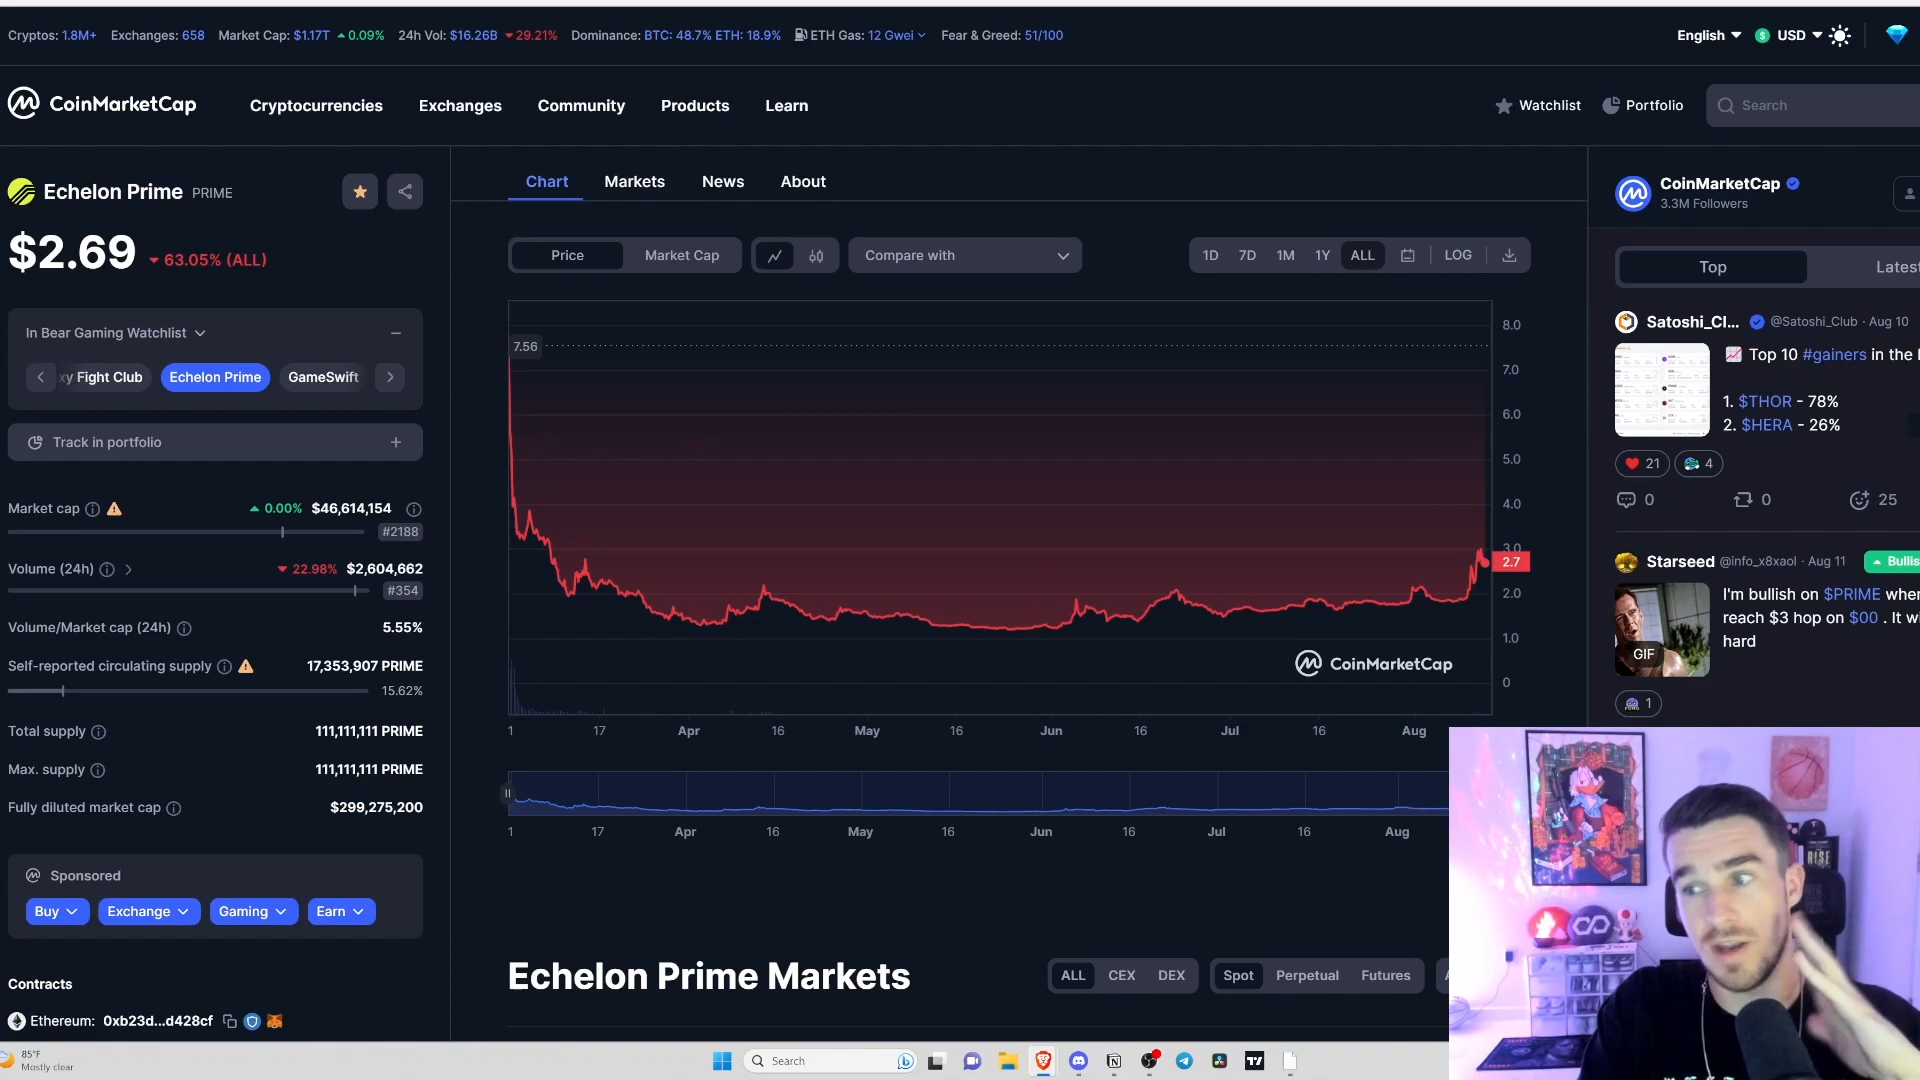 Cryptos: 1.8M+ Exchanges: 658 Market Cap: $1.17T 0.09% 24h Vol: $16.26B 29.21% Dominance: BTC: 48.7% ETH: 18.9% ETH Gas: 12 Gwei Fear & Greed: 51/100
English USD
CoinMarketCap
Cryptocurrencies Exchanges Community Products Learn
Watchlist Portfolio Search
Echelon Prime PRIME
$2.69 63.05% (ALL)
In Bear Gaming Watchlist
xy Fight Club Echelon Prime GameSwift
Track in portfolio
Market cap 0.00% $46,614,154
#2188
Volume (24h) 22.98% $2,604,662
#354
Volume/Market cap (24h) 5.55%
Self-reported circulating supply 17,353,907 PRIME
15.62%
Total supply 111,111,111 PRIME
Max. supply 111,111,111 PRIME
Fully diluted market cap $299,275,200
Sponsored
Buy Exchange Gaming Earn
Contracts
Ethereum: 0xb23d...d428cf
Chart Markets News About
Price Market Cap Compare with
1D 7D 1M 1Y ALL LOG
7.56
8.0
7.0
6.0
5.0
4.0
3.0
2.7
2.0
1.0
0
CoinMarketCap
1 17 Apr 16 May 16 Jun 16 Jul 16 Aug
1 17 Apr 16 May 16 Jun 16 Jul 16 Aug
Echelon Prime Markets
ALL CEX DEX Spot Perpetual Futures
CoinMarketCap
3.3M Followers
Top Latest
Satoshi_Cl... @Satoshi_Club · Aug 10
Top 10 #gainers in the
1. $THOR - 78%
2. $HERA - 26%
21 4
0 0 25
Starseed @info_x8xaol · Aug 11 Bullis
I'm bullish on $PRIME wher
reach $3 hop on $00 . It wi
hard
GIF
1
RISE
85°F
Mostly clear
Search